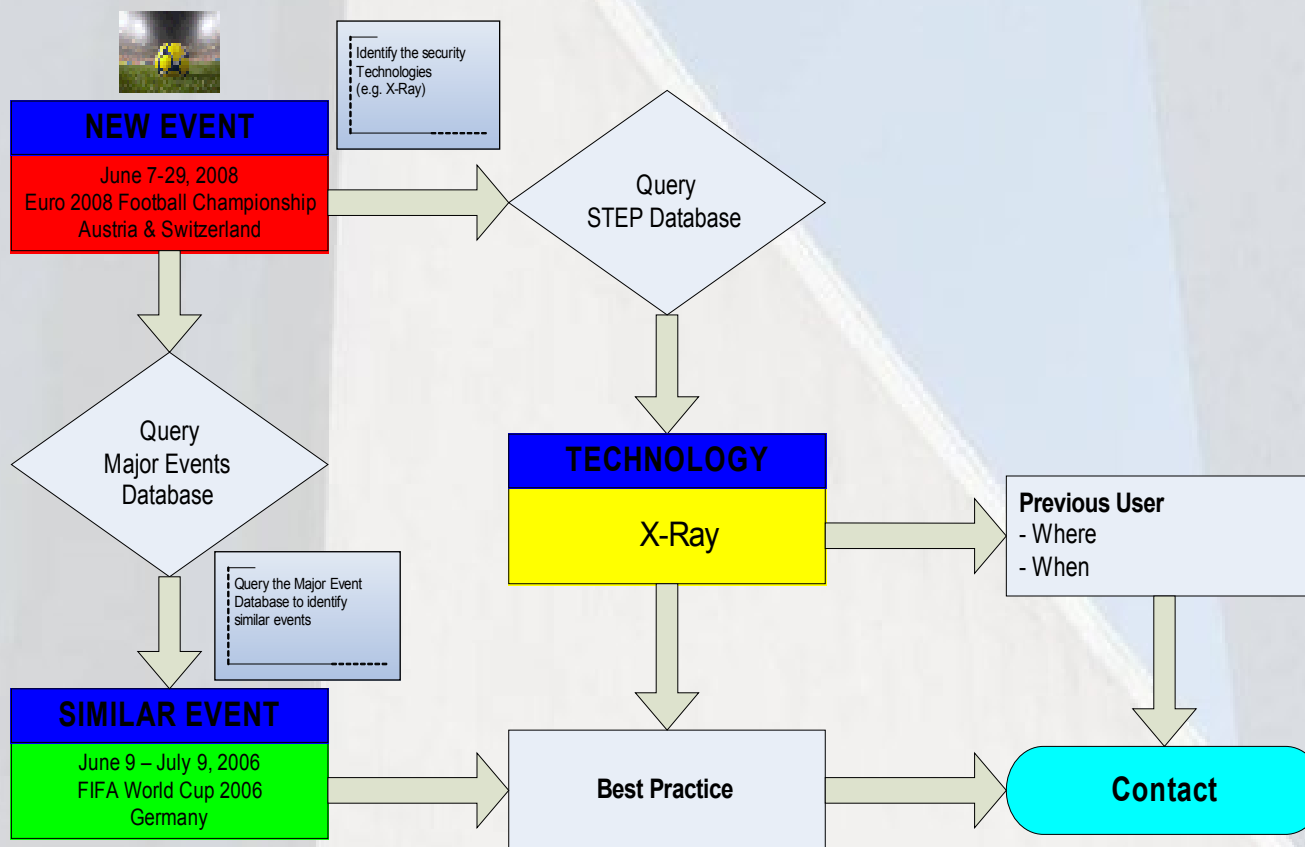 Identify the security
Technologies
(e.g. X-Ray)
NEW EVENT
June 7-29, 2008
Euro 2008 Football Championship
Austria & Switzerland
Query
STEP Database
Query
Major Events
Database
TECHNOLOGY
X-Ray
Previous User
- Where
- When
Query the Major Event
Database to identify
similar events
SIMILAR EVENT
June 9 – July 9, 2006
FIFA World Cup 2006
Germany
Best Practice
Contact